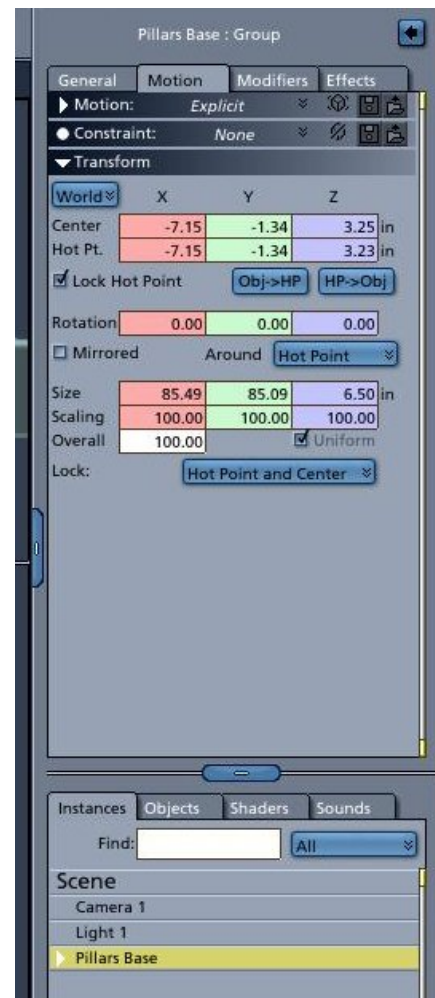 Pillars Base : Group
General Motion Modifiers Effects
Motion: Explicit
Constraint: None
Transform
World X Y Z
Center -7.15 -1.34 3.25 in
Hot Pt. -7.15 -1.34 3.23 in
Lock Hot Point Obj->HP HP->Obj
Rotation 0.00 0.00 0.00
Mirrored Around Hot Point
Size 85.49 85.09 6.50 in
Scaling 100.00 100.00 100.00
Overall 100.00 Uniform
Lock: Hot Point and Center
Instances Objects Shaders Sounds
Find: All
Scene
Camera 1
Light 1
Pillars Base